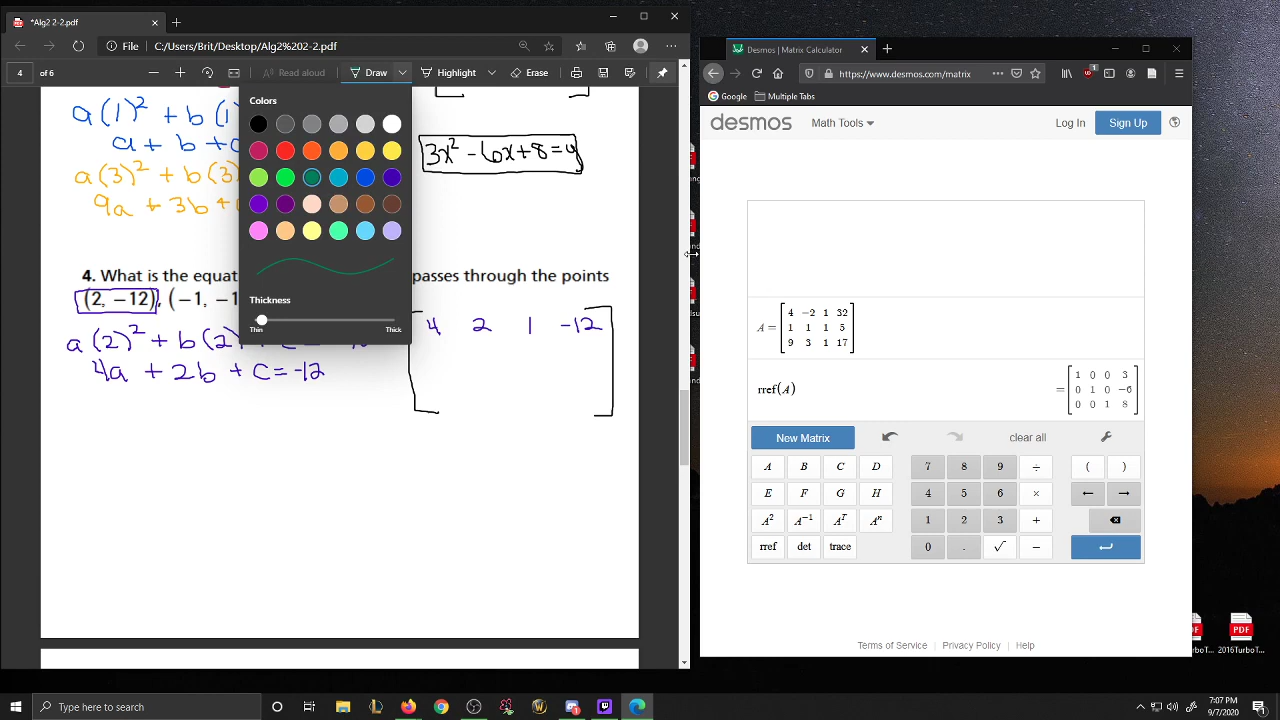 *Alg2 2-2.pdf
File C:/Users/Brit/Desktop/Alg2%202-2.pdf
4 of 6 Read aloud Draw Highlight Erase
Colors
Thickness
Thin Thick
a(1)² + b(1)
a + b + c
a(3)² + b(3)
9a + 3b +
3x² - 6x + 8 = y
4. What is the equat passes through the points
(2, −12), (−1, −1
a(2)² + b(2)
4a + 2b + c = -12
4 2 1 -12
Desmos | Matrix Calculator
https://www.desmos.com/matrix
Google Multiple Tabs
desmos Math Tools Log In Sign Up
A = 4 −2 1 32
1 1 1 5
9 3 1 17
rref(A) = 1 0 0 3
0 1 0 −6
0 0 1 8
New Matrix clear all
A B C D 7 8 9 ÷ ( )
E F G H 4 5 6 × ← →
A² A⁻¹ Aᵀ Aⁿ 1 2 3 +
rref det trace 0 . √ −
Terms of Service | Privacy Policy | Help
PDF
2016TurboT...
Type here to search
7:07 PM
9/7/2020